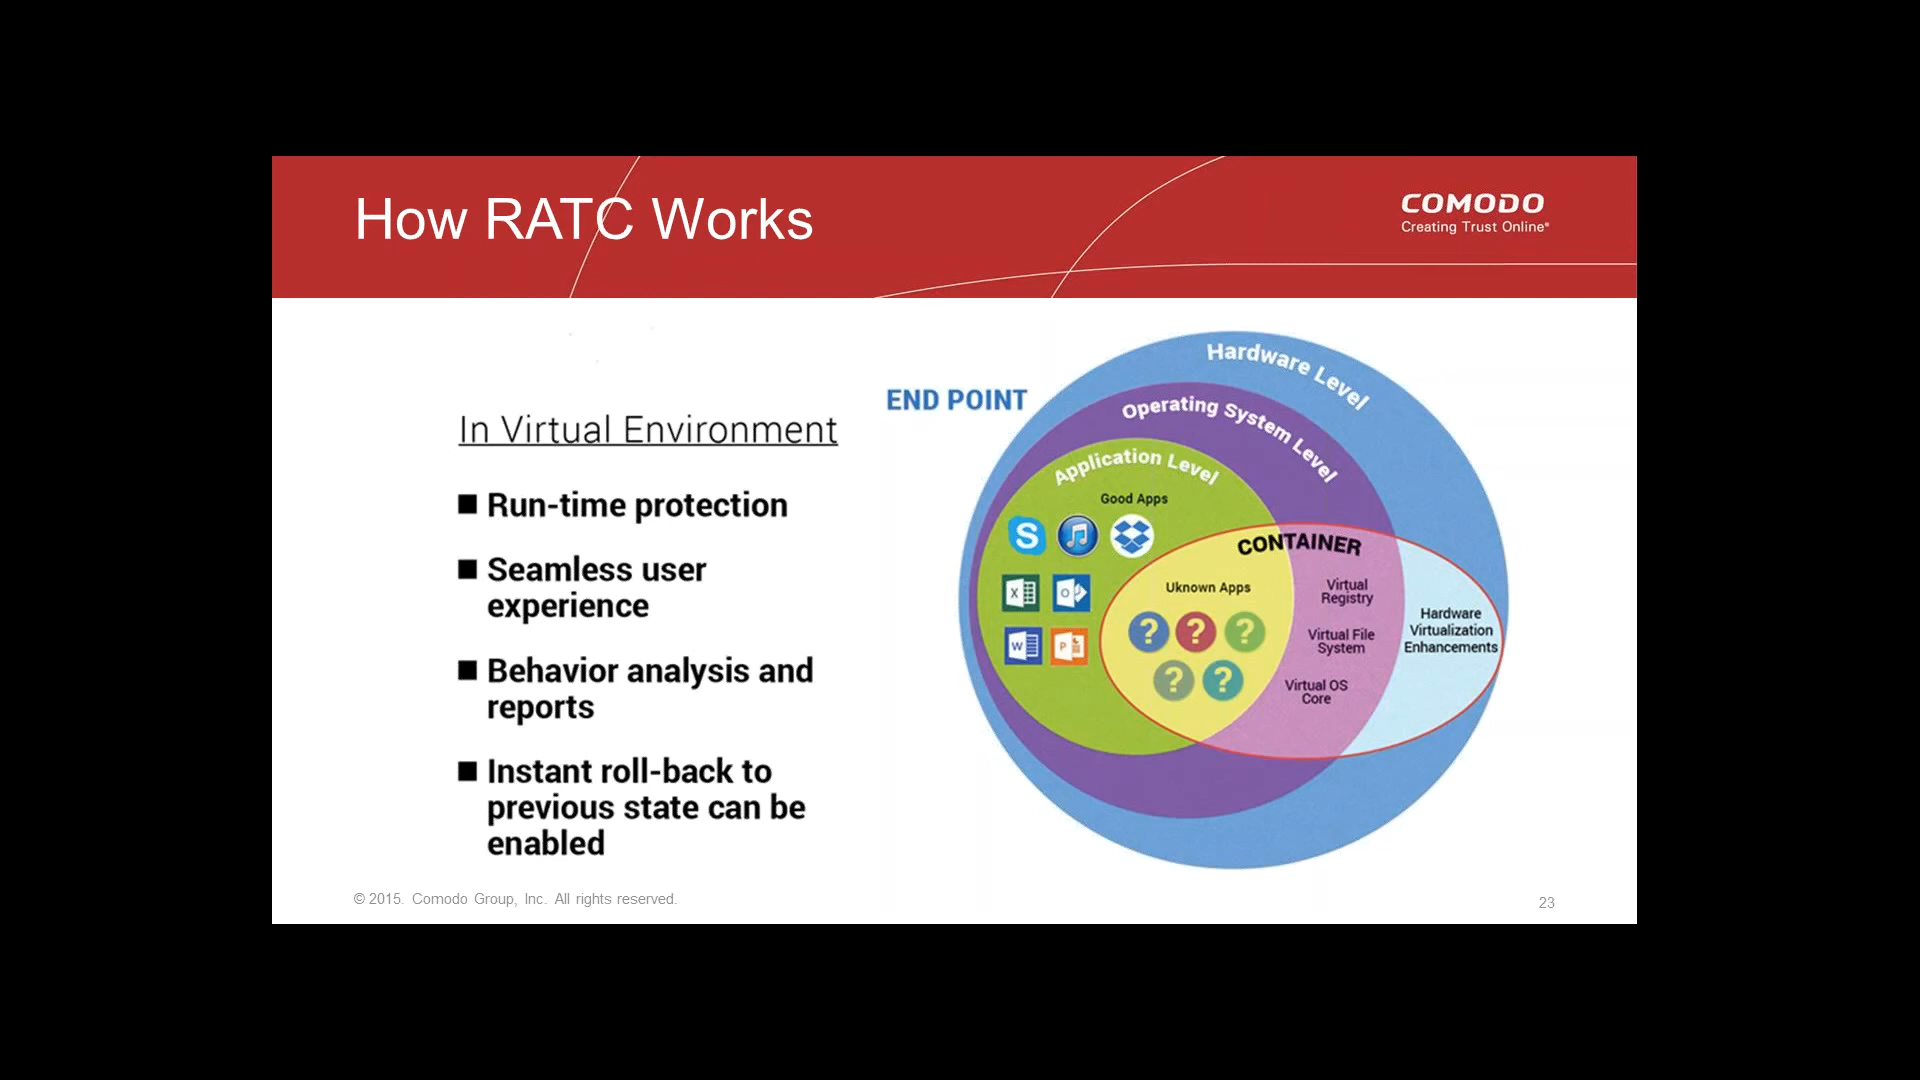 How RATC Works
COMODO
Creating Trust Online®
In Virtual Environment
■ Run-time protection
■ Seamless user
experience
■ Behavior analysis and
reports
■ Instant roll-back to
previous state can be
enabled
END POINT
Hardware Level
Operating System Level
Application Level
Good Apps
S
X
O
W
P
CONTAINER
Uknown Apps
? ? ?
? ?
Virtual
Registry
Virtual File
System
Virtual OS
Core
Hardware
Virtualization
Enhancements
© 2015. Comodo Group, Inc. All rights reserved.
23